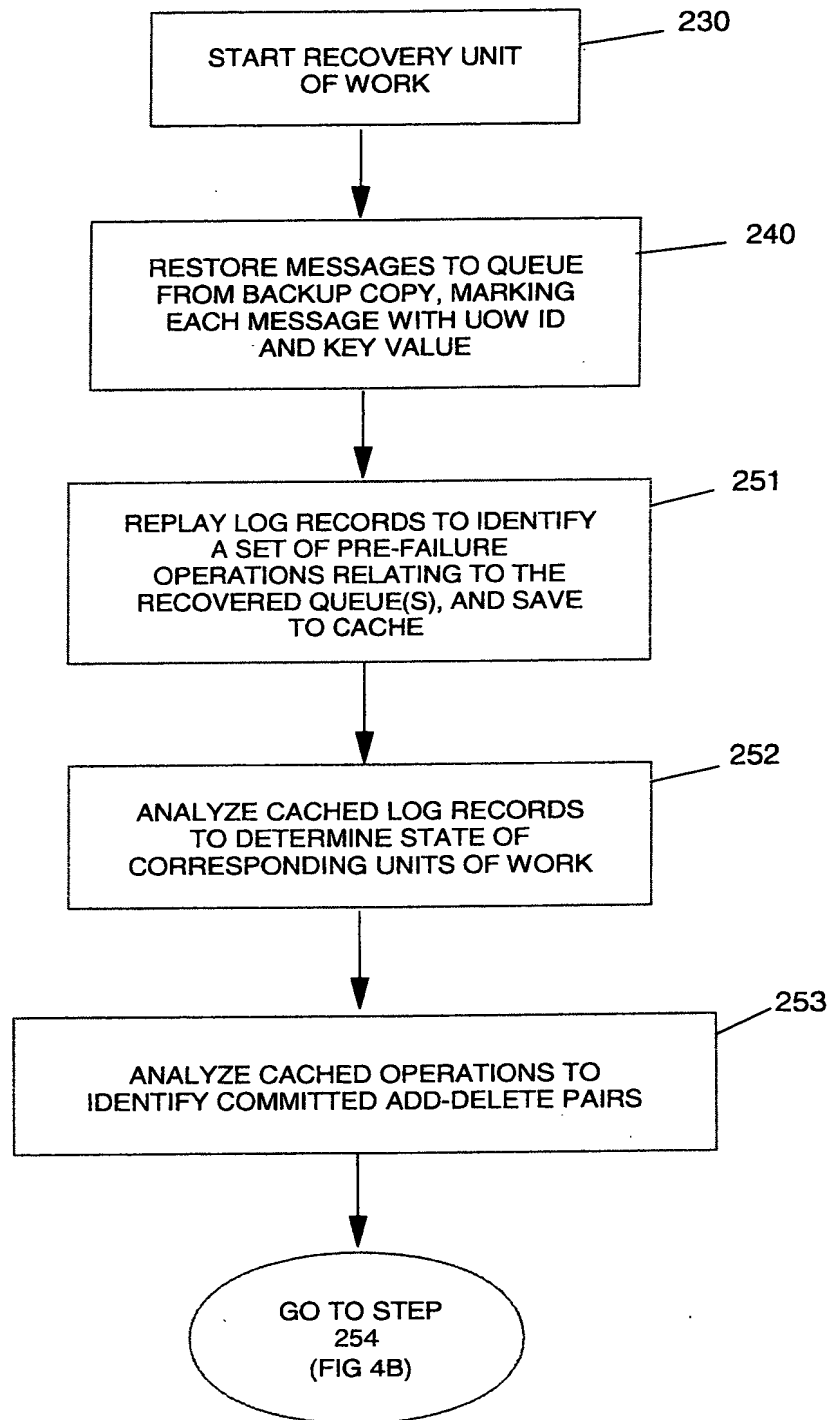 230
START RECOVERY UNIT
OF WORK
240
RESTORE MESSAGES TO QUEUE
FROM BACKUP COPY, MARKING
EACH MESSAGE WITH UOW ID
AND KEY VALUE
251
REPLAY LOG RECORDS TO IDENTIFY
A SET OF PRE-FAILURE
OPERATIONS RELATING TO THE
RECOVERED QUEUE(S), AND SAVE
TO CACHE
252
ANALYZE CACHED LOG RECORDS
TO DETERMINE STATE OF
CORRESPONDING UNITS OF WORK
253
ANALYZE CACHED OPERATIONS TO
IDENTIFY COMMITTED ADD-DELETE PAIRS
GO TO STEP
254
(FIG 4B)